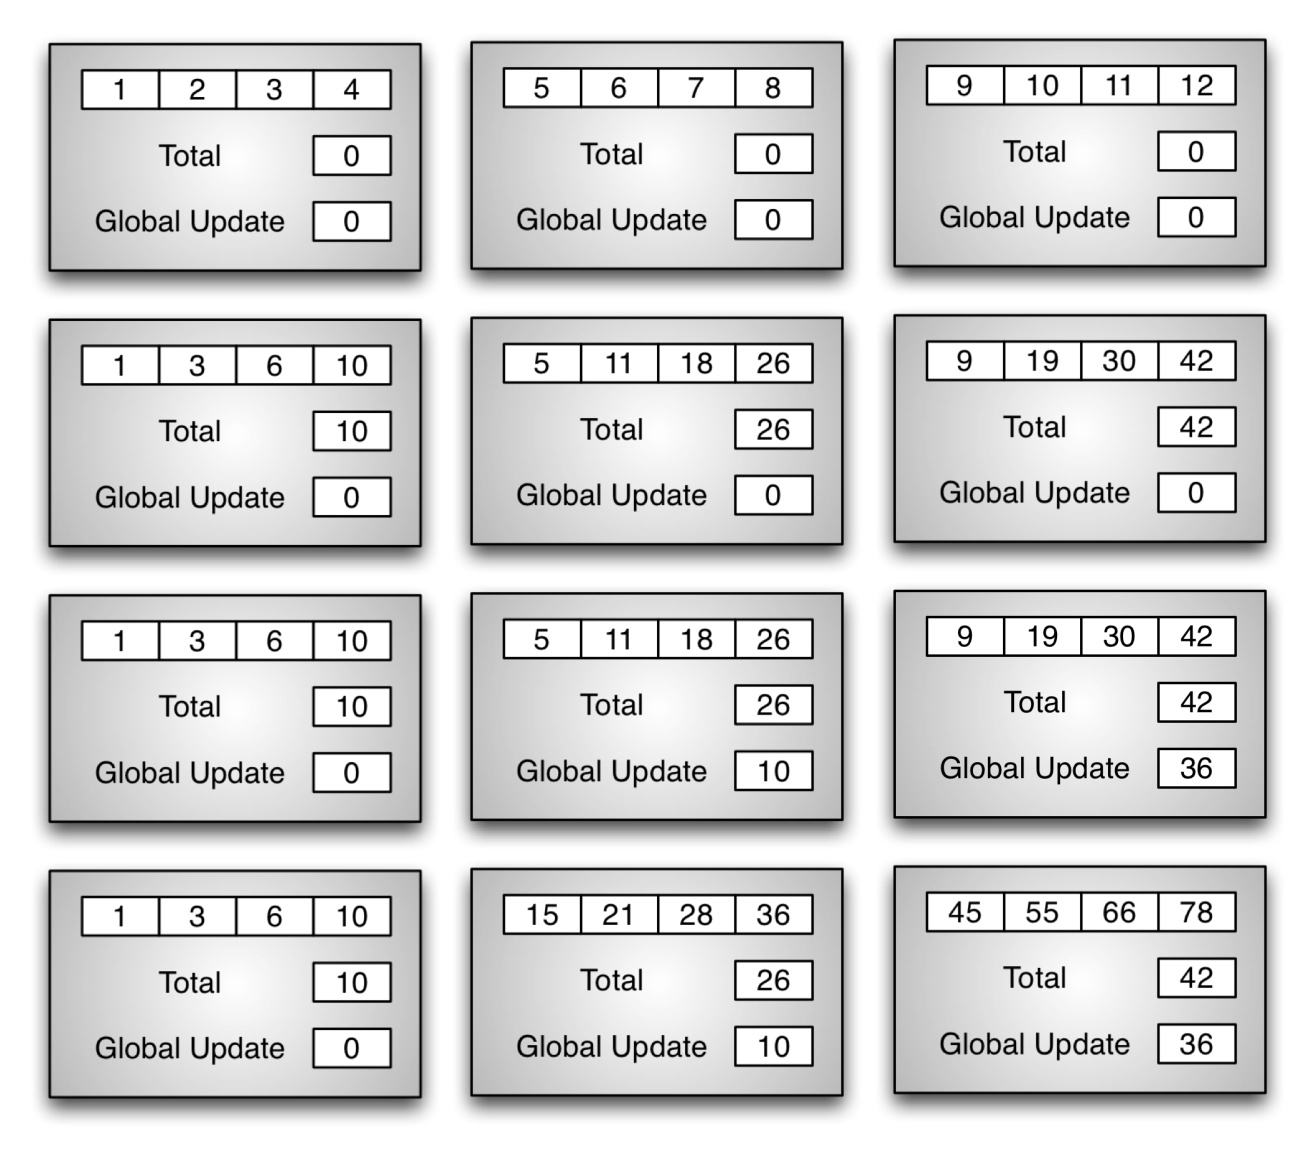 1 2 3 4
Total 0
Global Update 0
5 6 7 8
Total 0
Global Update 0
9 10 11 12
Total 0
Global Update 0
1 3 6 10
Total 10
Global Update 0
5 11 18 26
Total 26
Global Update 0
9 19 30 42
Total 42
Global Update 0
1 3 6 10
Total 10
Global Update 0
5 11 18 26
Total 26
Global Update 10
9 19 30 42
Total 42
Global Update 36
1 3 6 10
Total 10
Global Update 0
15 21 28 36
Total 26
Global Update 10
45 55 66 78
Total 42
Global Update 36